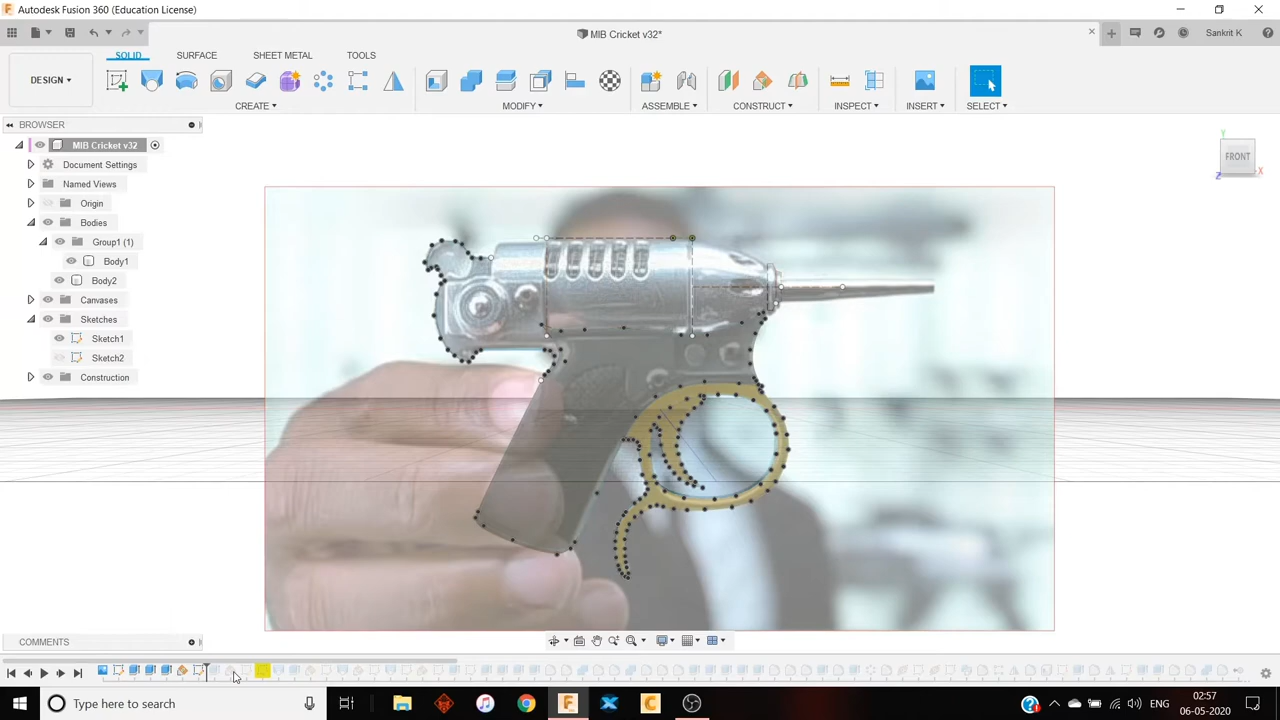 Autodesk Fusion 360 (Education License)
MIB Cricket v32*
Sankrit K
DESIGN
SOLID
SURFACE
SHEET METAL
TOOLS
CREATE
MODIFY
ASSEMBLE
CONSTRUCT
INSPECT
INSERT
SELECT
BROWSER
MIB Cricket v32
Document Settings
Named Views
Origin
Bodies
Group1 (1)
Body1
Body2
Canvases
Sketches
Sketch1
Sketch2
Construction
Y
FRONT
Z
X
COMMENTS
Type here to search
ENG
02:57
06-05-2020